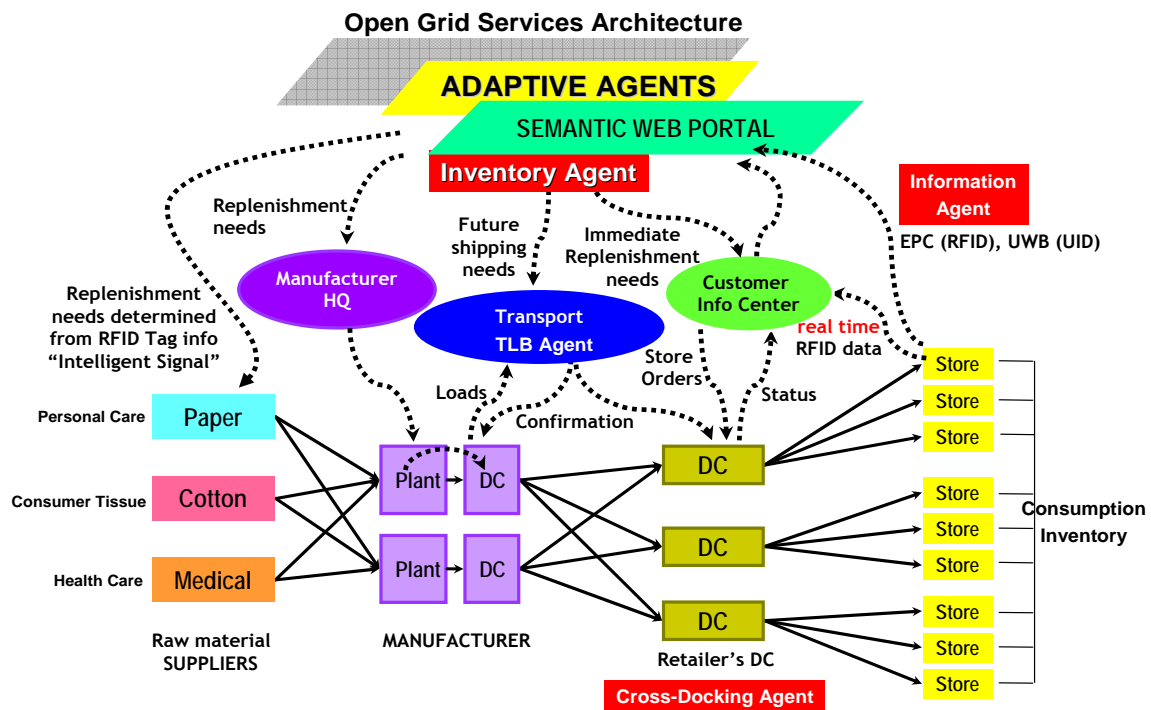 Open Grid Services Architecture
ADAPTIVE AGENTS
SEMANTIC WEB PORTAL
Inventory Agent
Information
Agent
EPC (RFID), UWB (UID)
Replenishment
needs
Future
shipping
needs
Immediate
Replenishment
needs
Manufacturer
HQ
Customer
Info Center
Replenishment
needs determined
from RFID Tag info
“Intelligent Signal”
Transport
TLB Agent
real time
RFID data
Store
Orders
Loads
Status
Confirmation
Personal Care
Paper
Consumer Tissue
Cotton
Health Care
Medical
Plant
DC
Plant
DC
DC
DC
DC
Store
Store
Store
Store
Store
Store
Store
Store
Store
Consumption
Inventory
Raw material
SUPPLIERS
MANUFACTURER
Retailer’s DC
Cross-Docking Agent